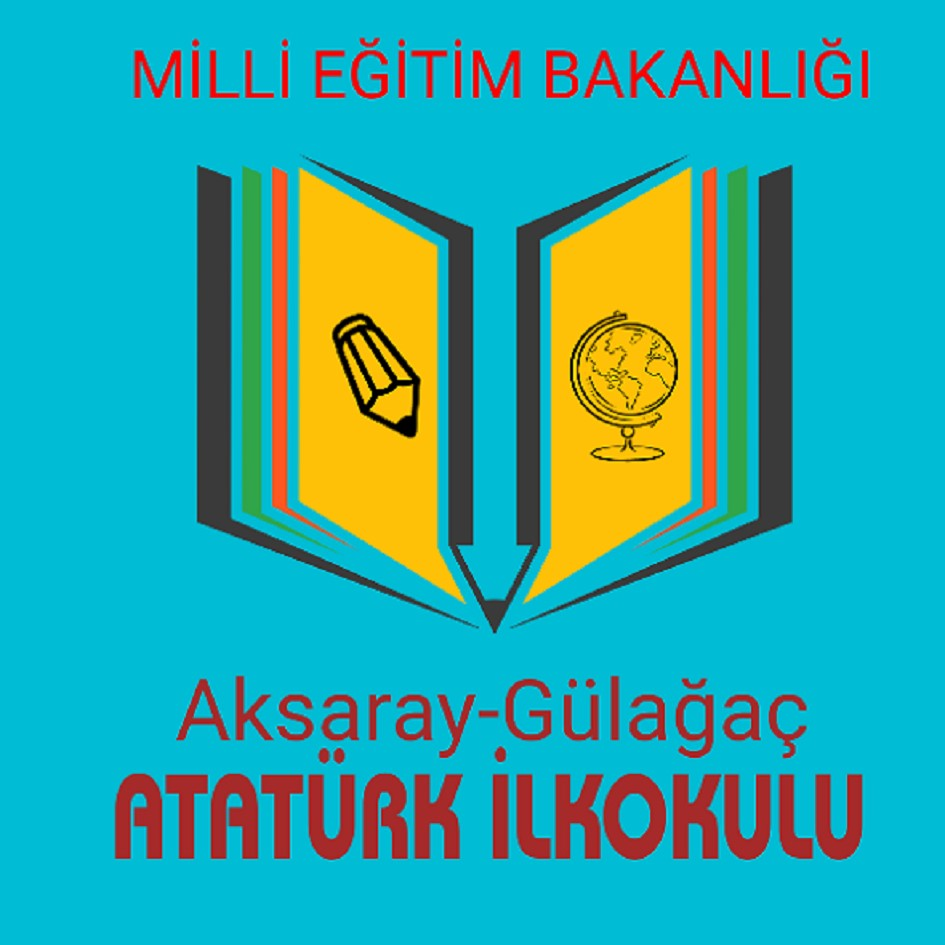 MİLLİ EĞİTİM BAKANLIĞI
Aksaray-Gülağaç
ATATÜRK İLKOKULU